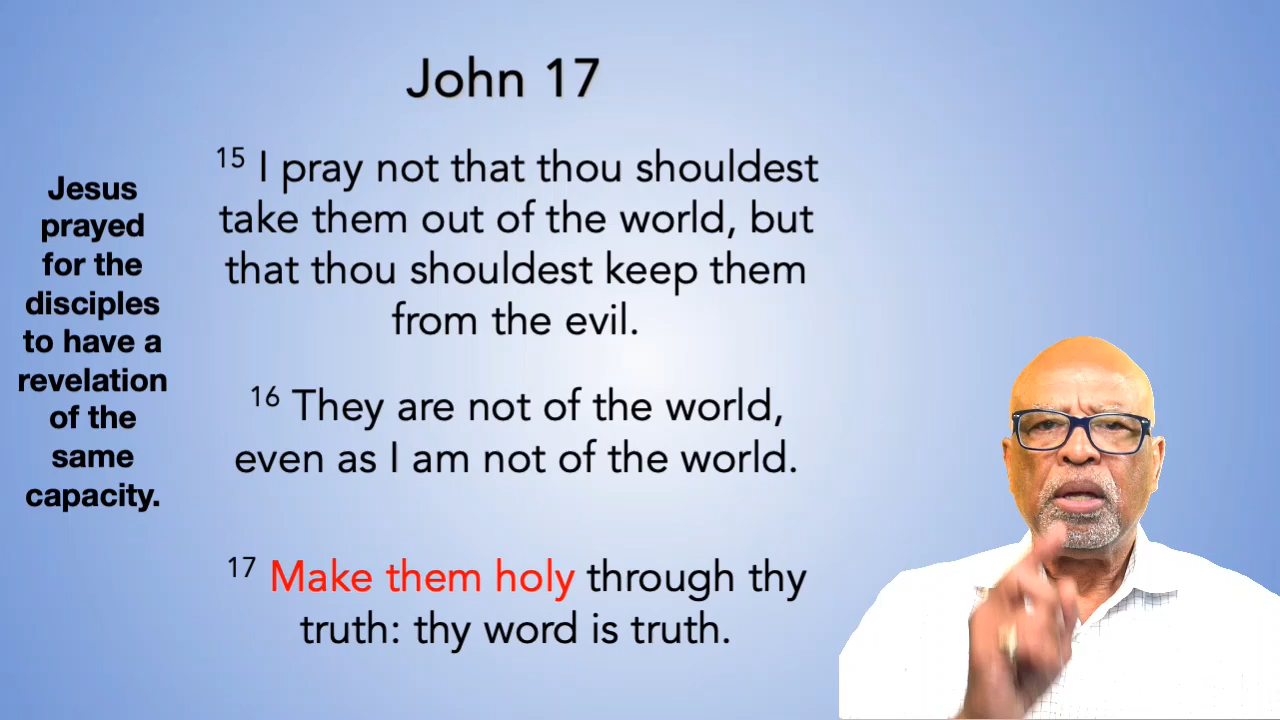 John 17
Jesus
prayed
for the
disciples
to have a
revelation
of the
same
capacity.
15 I pray not that thou shouldest
take them out of the world, but
that thou shouldest keep them
from the evil.
16 They are not of the world,
even as I am not of the world.
17 Make them holy through thy
truth: thy word is truth.